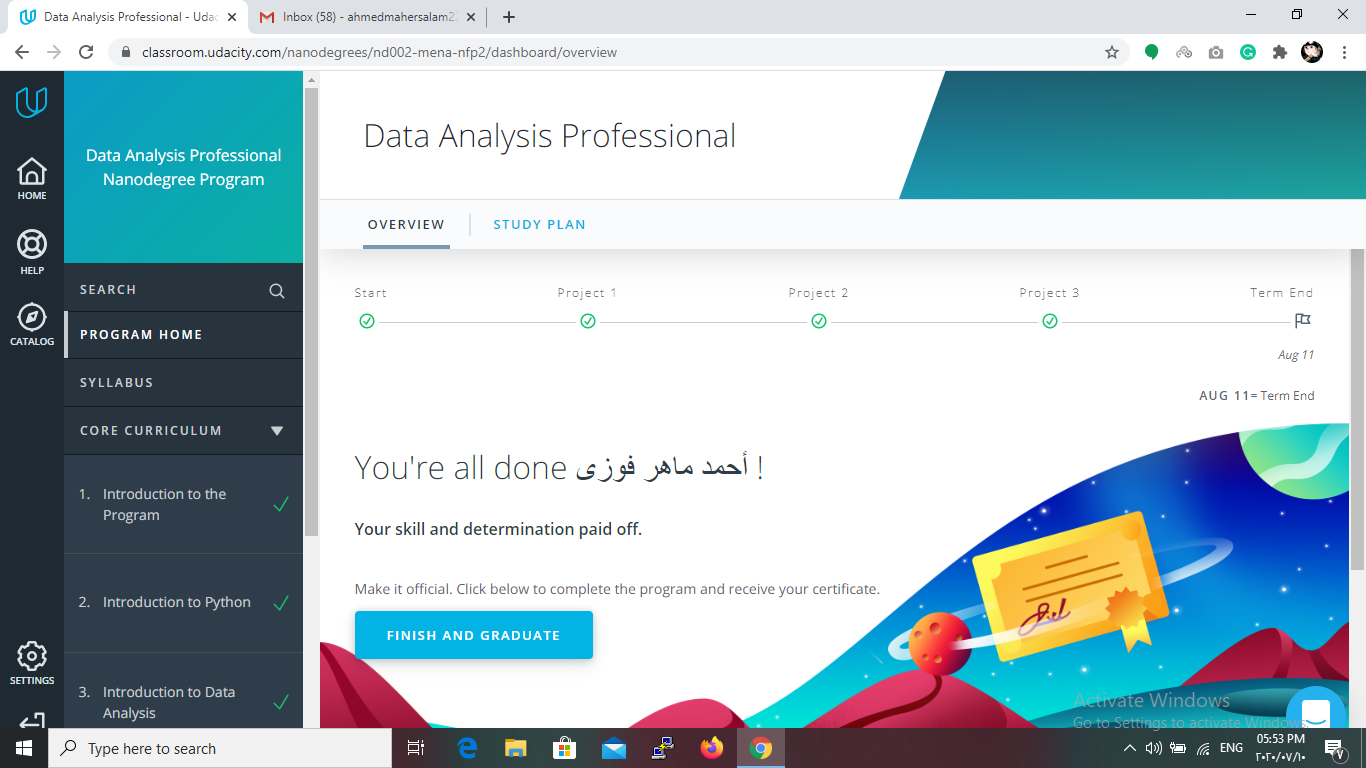 Data Analysis Professional - Udac
Inbox (58) - ahmedmahersalam22
classroom.udacity.com/nanodegrees/nd002-mena-nfp2/dashboard/overview
HOME
HELP
CATALOG
SETTINGS
Data Analysis Professional
Nanodegree Program
SEARCH
PROGRAM HOME
SYLLABUS
CORE CURRICULUM
1. Introduction to the
Program
2. Introduction to Python
3. Introduction to Data
Analysis
Data Analysis Professional
OVERVIEW
STUDY PLAN
Start
Project 1
Project 2
Project 3
Term End
Aug 11
AUG 11= Term End
You're all done أحمد ماهر فوزى !
Your skill and determination paid off.
Make it official. Click below to complete the program and receive your certificate.
FINISH AND GRADUATE
Activate Windows
Go to Settings to activate Windows.
Type here to search
ENG
05:53 PM
٢٠٢٠/٠٧/١٠